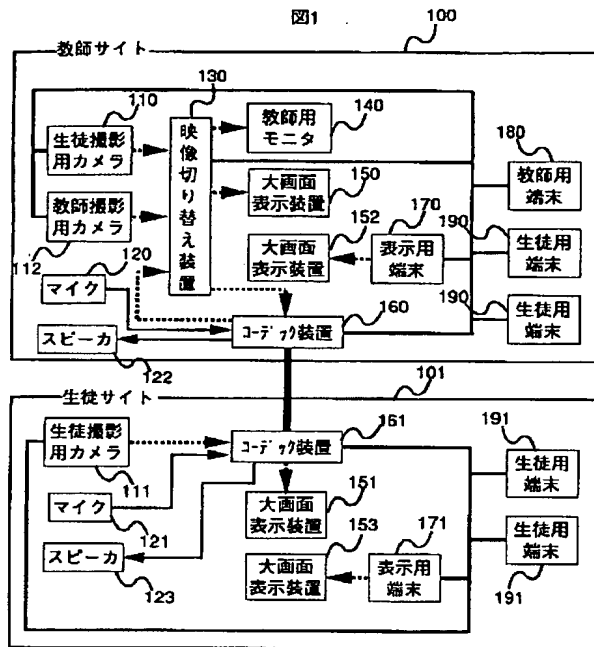 図1
教師サイト
100
110
130
生徒撮影
用カメラ
映像切り替え装置
教師用
モニタ
140
180
教師用
端末
大画面
表示装置
150
教師撮影
用カメラ
112
152
170
190
大画面
表示装置
表示用
端末
生徒用
端末
120
マイク
190
生徒用
端末
スピーカ
122
コーデック装置
160
101
生徒サイト
生徒撮影
用カメラ
111
コーデック装置
161
191
生徒用
端末
マイク
121
大画面
表示装置
151
153
171
生徒用
端末
191
スピーカ
123
大画面
表示装置
表示用
端末